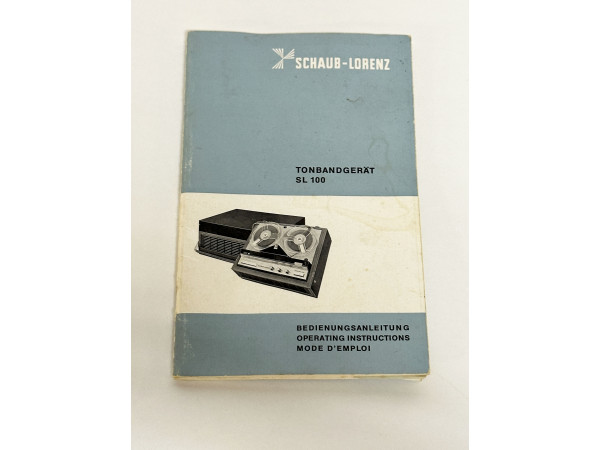 SCHAUB-LORENZ
TONBANDGERÄT
SL 100
BEDIENUNGSANLEITUNG
OPERATING INSTRUCTIONS
MODE D'EMPLOI